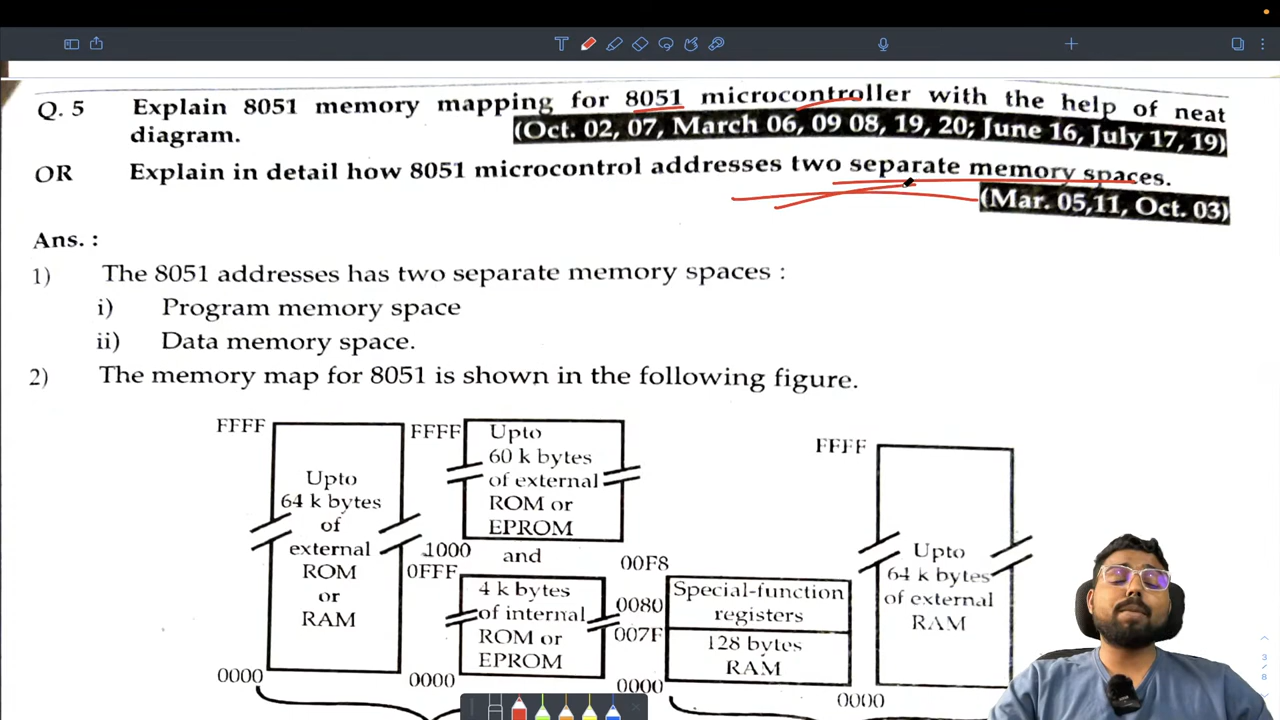 Q. 5 Explain 8051 memory mapping for 8051 microcontroller with the help of neat
diagram. (Oct. 02, 07, March 06, 09 08, 19, 20; June 16, July 17, 19)
OR Explain in detail how 8051 microcontrol addresses two separate memory spaces.
(Mar. 05,11, Oct. 03)
Ans. :
1) The 8051 addresses has two separate memory spaces :
i) Program memory space
ii) Data memory space.
2) The memory map for 8051 is shown in the following figure.
FFFF
Upto
64 k bytes
of
external
ROM
or
RAM
0000
FFFF
Upto
60 k bytes
of external
ROM or
EPROM
1000
and
0FFF
4 k bytes
of internal
ROM or
EPROM
0000
00F8
Special-function
registers
0080
007F
128 bytes
RAM
0000
FFFF
Upto
64 k bytes
of external
RAM
0000
3
/
8